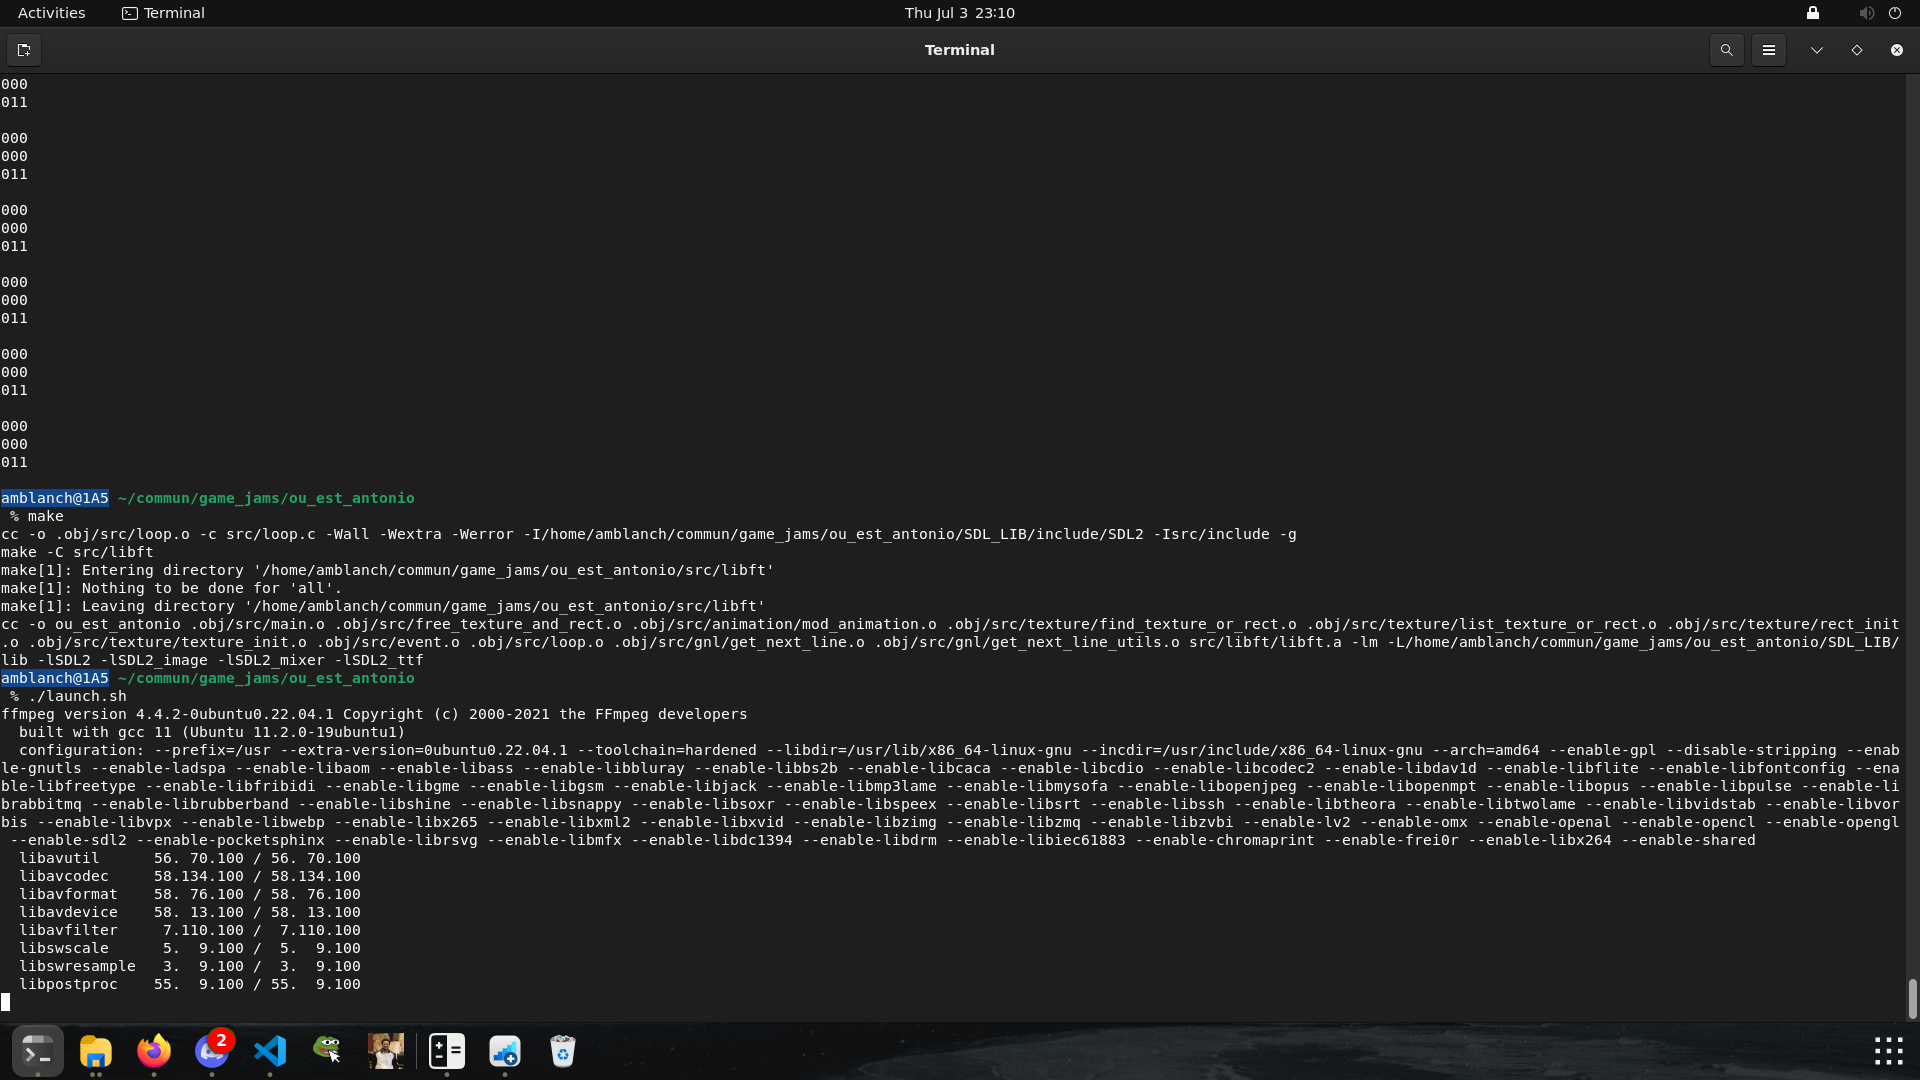 Activities
Terminal
Thu Jul 3 23:10
Terminal
000
011
000
000
011
000
000
011
000
000
011
000
000
011
000
000
011
amblanch@1A5 ~/commun/game_jams/ou_est_antonio
% make
cc -o .obj/src/loop.o -c src/loop.c -Wall -Wextra -Werror -I/home/amblanch/commun/game_jams/ou_est_antonio/SDL_LIB/include/SDL2 -Isrc/include -g
make -C src/libft
make[1]: Entering directory '/home/amblanch/commun/game_jams/ou_est_antonio/src/libft'
make[1]: Nothing to be done for 'all'.
make[1]: Leaving directory '/home/amblanch/commun/game_jams/ou_est_antonio/src/libft'
cc -o ou_est_antonio .obj/src/main.o .obj/src/free_texture_and_rect.o .obj/src/animation/mod_animation.o .obj/src/texture/find_texture_or_rect.o .obj/src/texture/list_texture_or_rect.o .obj/src/texture/rect_init
.o .obj/src/texture/texture_init.o .obj/src/event.o .obj/src/loop.o .obj/src/gnl/get_next_line.o .obj/src/gnl/get_next_line_utils.o src/libft/libft.a -lm -L/home/amblanch/commun/game_jams/ou_est_antonio/SDL_LIB/
lib -lSDL2 -lSDL2_image -lSDL2_mixer -lSDL2_ttf
amblanch@1A5 ~/commun/game_jams/ou_est_antonio
% ./launch.sh
ffmpeg version 4.4.2-0ubuntu0.22.04.1 Copyright (c) 2000-2021 the FFmpeg developers
built with gcc 11 (Ubuntu 11.2.0-19ubuntu1)
configuration: --prefix=/usr --extra-version=0ubuntu0.22.04.1 --toolchain=hardened --libdir=/usr/lib/x86_64-linux-gnu --incdir=/usr/include/x86_64-linux-gnu --arch=amd64 --enable-gpl --disable-stripping --enab
le-gnutls --enable-ladspa --enable-libaom --enable-libass --enable-libbluray --enable-libbs2b --enable-libcaca --enable-libcdio --enable-libcodec2 --enable-libdav1d --enable-libflite --enable-libfontconfig --ena
ble-libfreetype --enable-libfribidi --enable-libgme --enable-libgsm --enable-libjack --enable-libmp3lame --enable-libmysofa --enable-libopenjpeg --enable-libopenmpt --enable-libopus --enable-libpulse --enable-li
brabbitmq --enable-librubberband --enable-libshine --enable-libsnappy --enable-libsoxr --enable-libspeex --enable-libsrt --enable-libssh --enable-libtheora --enable-libtwolame --enable-libvidstab --enable-libvor
bis --enable-libvpx --enable-libwebp --enable-libx265 --enable-libxml2 --enable-libxvid --enable-libzimg --enable-libzmq --enable-libzvbi --enable-lv2 --enable-omx --enable-openal --enable-opencl --enable-opengl
--enable-sdl2 --enable-pocketsphinx --enable-librsvg --enable-libmfx --enable-libdc1394 --enable-libdrm --enable-libiec61883 --enable-chromaprint --enable-frei0r --enable-libx264 --enable-shared
libavutil 56. 70.100 / 56. 70.100
libavcodec 58.134.100 / 58.134.100
libavformat 58. 76.100 / 58. 76.100
libavdevice 58. 13.100 / 58. 13.100
libavfilter 7.110.100 / 7.110.100
libswscale 5. 9.100 / 5. 9.100
libswresample 3. 9.100 / 3. 9.100
libpostproc 55. 9.100 / 55. 9.100
2